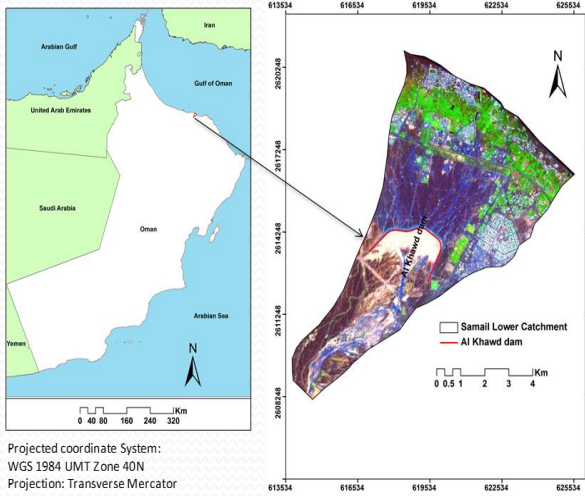 Iran
Arabian Gulf
Gulf of Oman
United Arab Emirates
Saudi Arabia
Oman
Arabian Sea
Yemen
N
Km
0 40 80 160 240 320
Projected coordinate System:
WGS 1984 UMT Zone 40N
Projection: Transverse Mercator
613534 616534 619534 622534 625534
N
2620248
2617248
2614248
2611248
2608248
Al Khawd dam
Samail Lower Catchment
Al Khawd dam
Km
0 0.5 1 2 3 4
613534 616534 619534 622534 625534